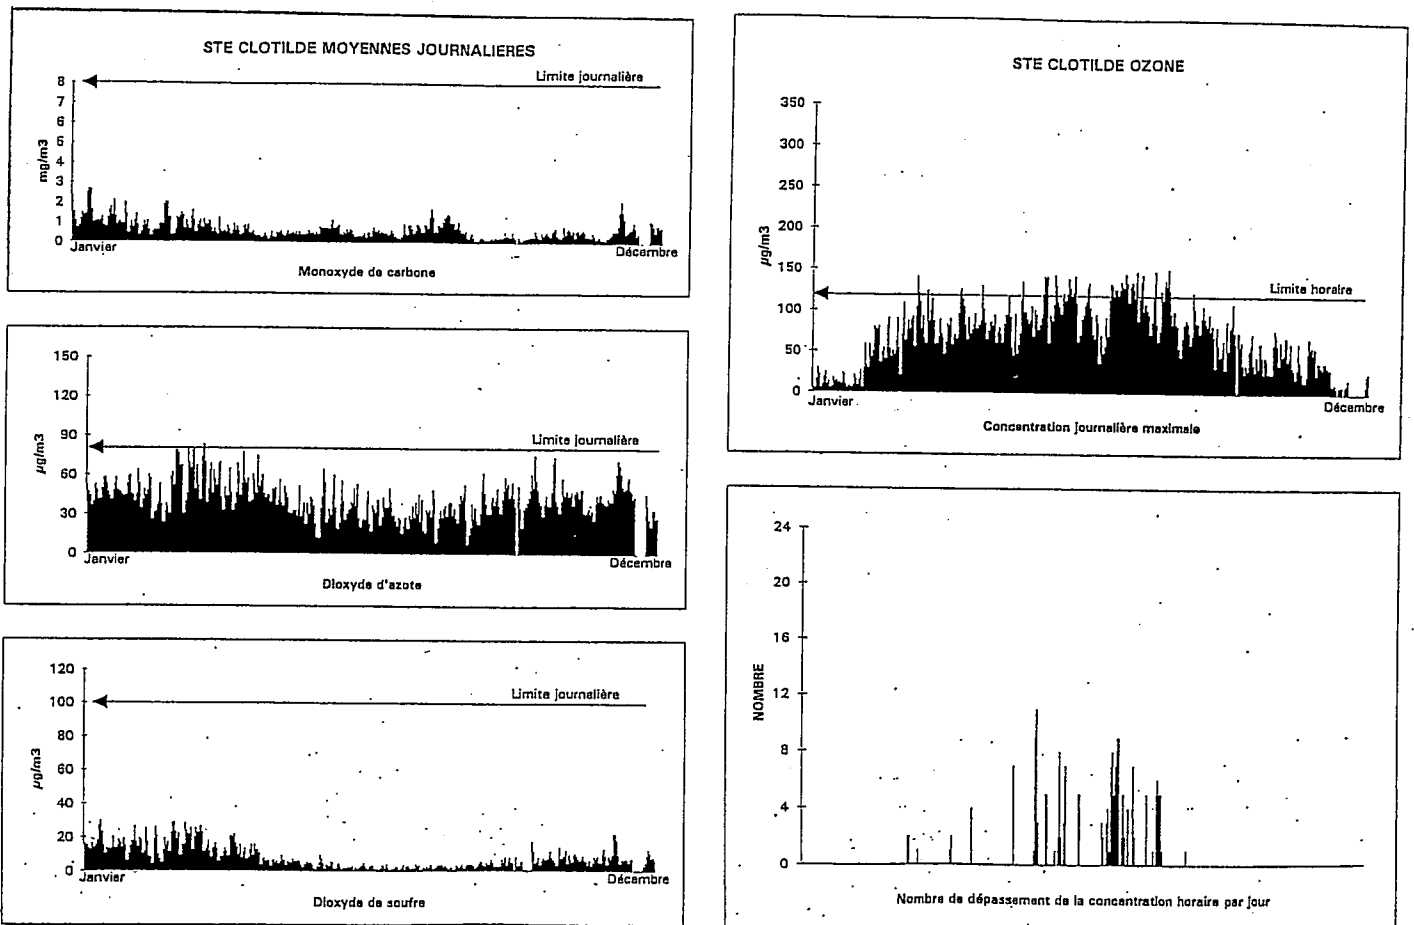 STE CLOTILDE MOYENNES JOURNALIERES
Limite journalière
8
7
6
5
4
3
2
1
0
mg/m3
Janvier
Décembre
Monoxyde de carbone
150
120
90
60
30
0
µg/m3
Limite journalière
Janvier
Décembre
Dioxyde d'azote
120
100
80
60
40
20
0
µg/m3
Limite journalière
Janvier
Décembre
Dioxyde de soufre
STE CLOTILDE OZONE
350
300
250
200
150
100
50
0
µg/m3
Limite horaire
Janvier
Décembre
Concentration journalière maximale
24
20
16
12
8
4
0
NOMBRE
Nombre de dépassement de la concentration horaire par jour